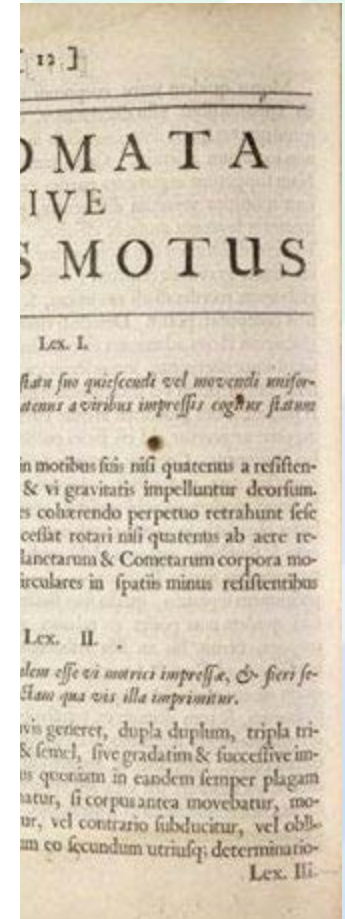 [ 12 ]
OMATA
IVE
S MOTUS
Lex. I.
ſtatu ſuo quieſcendi vel movendi unifor-
atenus a viribus impreſſis cogitur ſtatum
in motibus ſuis niſi quatenus a reſiſten-
& vi gravitatis impelluntur deorſum.
es cohærendo perpetuo retrahunt ſeſe
ceſſat rotari niſi quatenus ab aere re-
lanetarum & Cometarum corpora mo-
irculares in ſpatiis minus reſiſtentibus
Lex. II.
alem eſſe vi motrici impreſſæ, & fieri ſe-
ctam qua vis illa imprimitur.
vis generet, dupla duplum, tripla tri-
& ſemel, ſive gradatim & ſucceſſive im-
us quoniam in eandem ſemper plagam
natur, ſi corpus antea movebatur, mo-
ur, vel contrario ſubducitur, vel obli-
um eo ſecundum utriuſq; determinatio-
Lex. III.